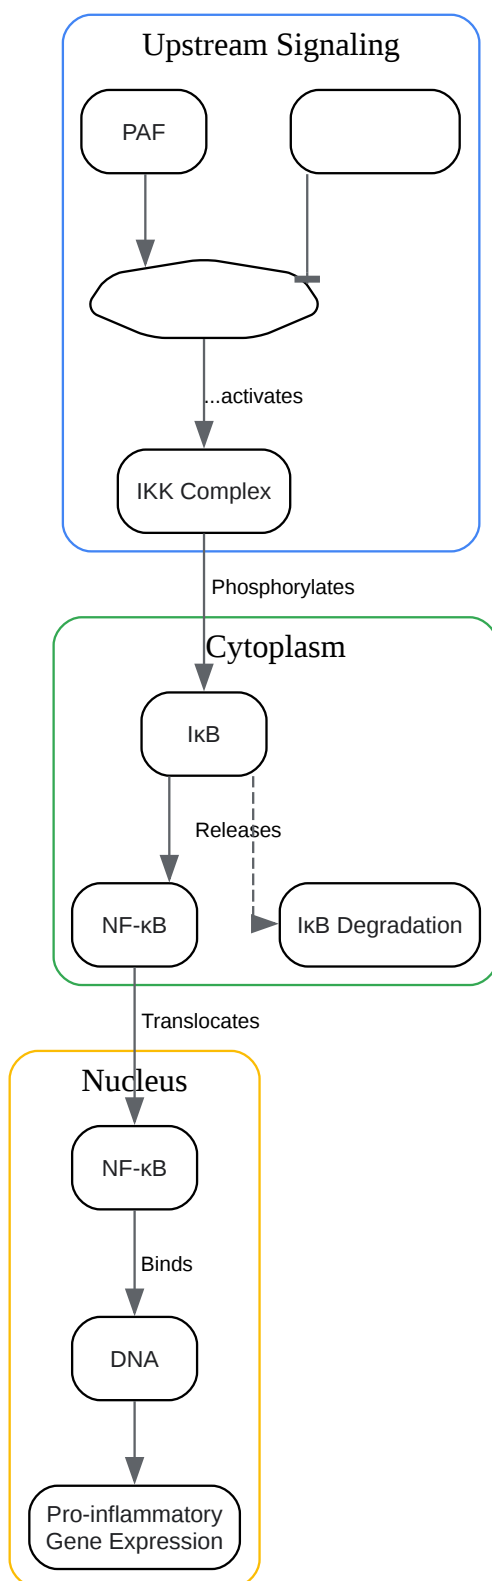 Upstream Signaling
PAF
...activates
IKK Complex
Phosphorylates
Cytoplasm
IκB
Releases
NF-κB
IκB Degradation
Translocates
Nucleus
NF-κB
Binds
DNA
Pro-inflammatory
Gene Expression